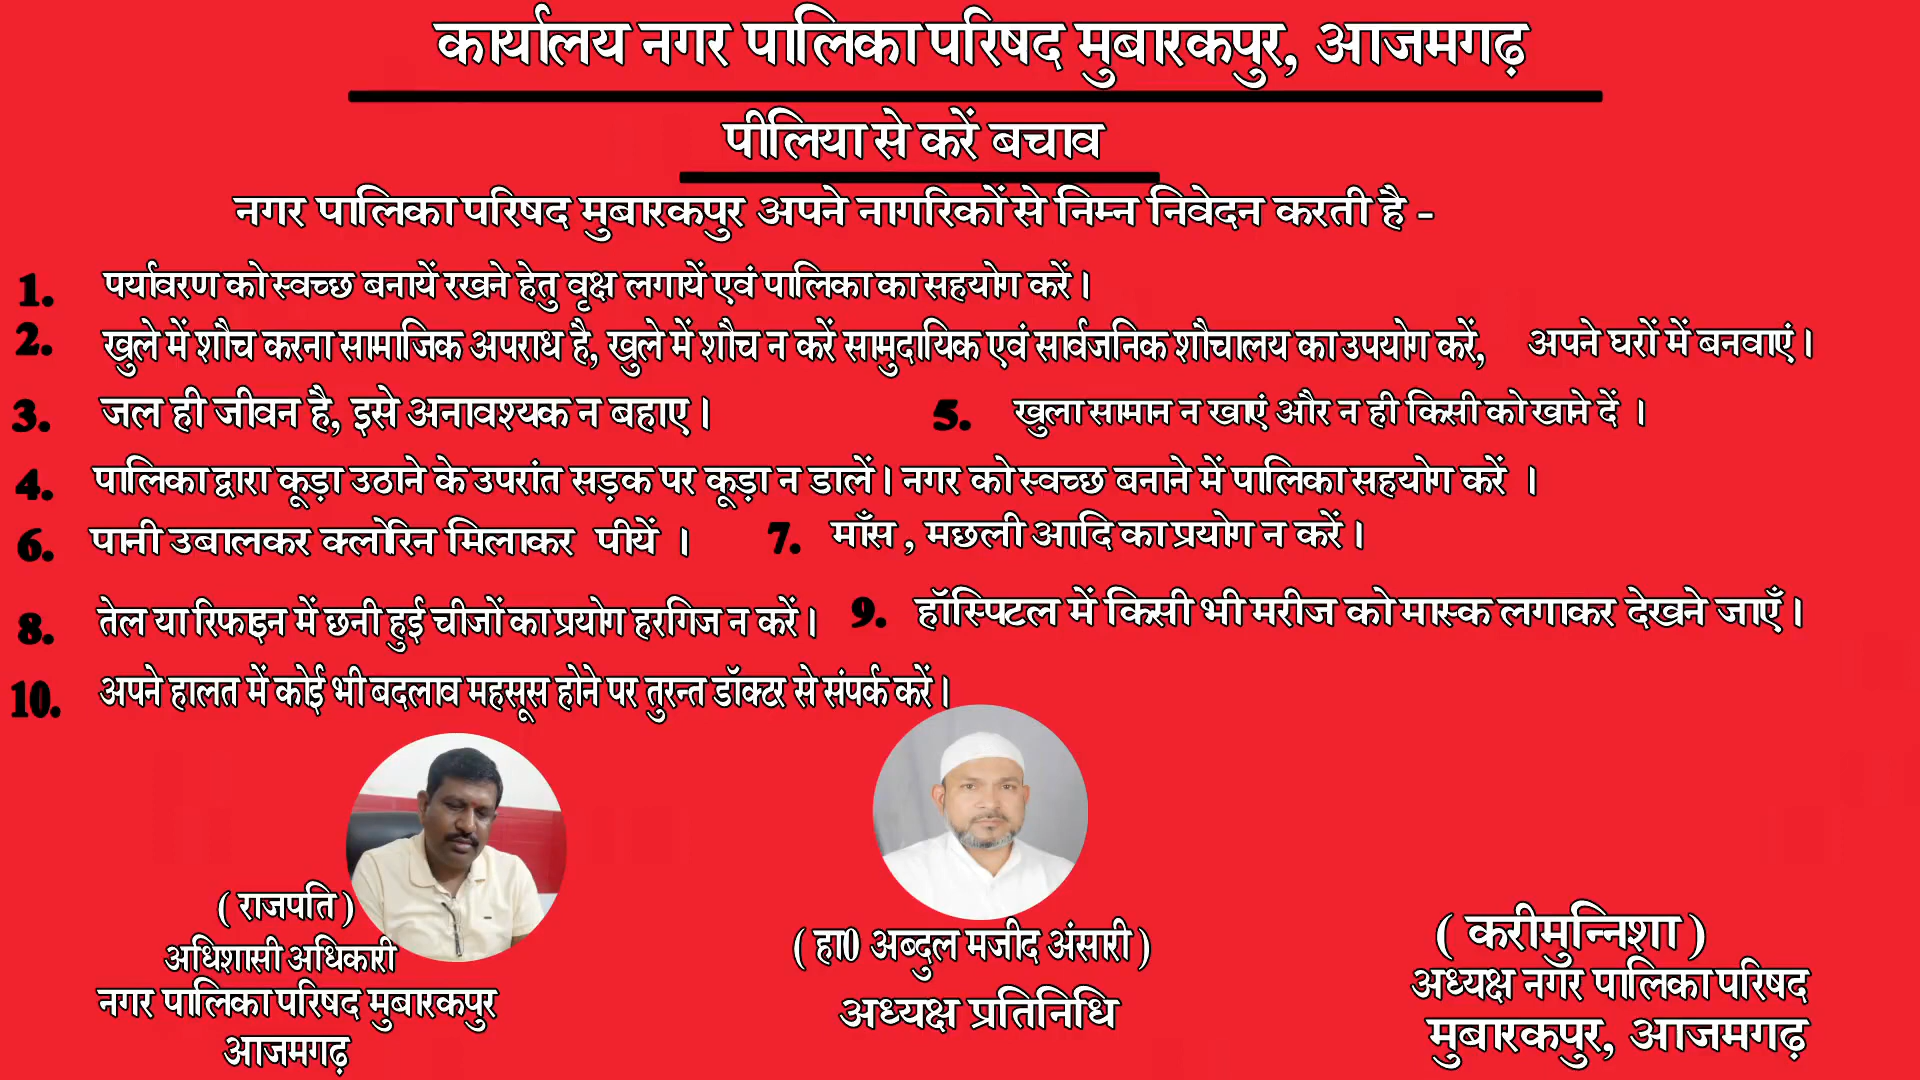 कार्यालय नगर पालिका परिषद मुबारकपुर, आजमगढ़
पीलिया से करें बचाव
नगर पालिका परिषद मुबारकपुर अपने नागरिकों से निम्न निवेदन करती है -
1. पर्यावरण को स्वच्छ बनायें रखने हेतु वृक्ष लगायें एवं पालिका का सहयोग करें।
2. खुले में शौच करना सामाजिक अपराध है, खुले में शौच न करें सामुदायिक एवं सार्वजनिक शौचालय का उपयोग करें, अपने घरों में बनवाएं।
3. जल ही जीवन है, इसे अनावश्यक न बहाए। 5. खुला सामान न खाएं और न ही किसी को खाने दें ।
4. पालिका द्वारा कूड़ा उठाने के उपरांत सड़क पर कूड़ा न डालें। नगर को स्वच्छ बनाने में पालिका सहयोग करें ।
6. पानी उबालकर क्लोरिन मिलाकर पीयें । 7. माँस , मछली आदि का प्रयोग न करें।
8. तेल या रिफाइन में छनी हुई चीजों का प्रयोग हरगिज न करें। 9. हॉस्पिटल में किसी भी मरीज को मास्क लगाकर देखने जाएँ।
10. अपने हालत में कोई भी बदलाव महसूस होने पर तुरन्त डॉक्टर से संपर्क करें।
( राजपति )
अधिशासी अधिकारी
नगर पालिका परिषद मुबारकपुर
आजमगढ़
( हा0 अब्दुल मजीद अंसारी )
अध्यक्ष प्रतिनिधि
( करीमुन्निशा )
अध्यक्ष नगर पालिका परिषद
मुबारकपुर, आजमगढ़